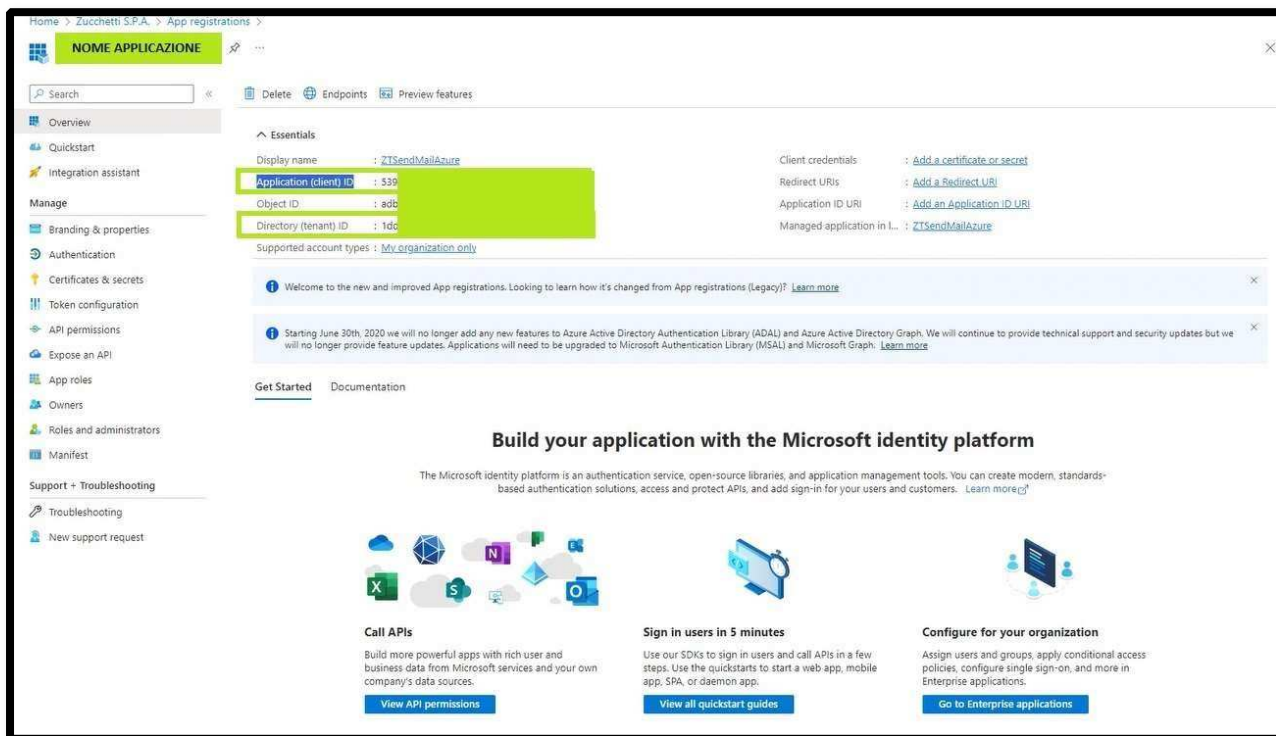 Home > Zucchetti S.P.A. > App registrations >
NOME APPLICAZIONE
Search
Delete
Endpoints
Preview features
Overview
Quickstart
Integration assistant
Manage
Branding & properties
Authentication
Certificates & secrets
Token configuration
API permissions
Expose an API
App roles
Owners
Roles and administrators
Manifest
Support + Troubleshooting
Troubleshooting
New support request
Essentials
Display name : ZTSendMailAzure
Application (client) ID : 539
Object ID : adb
Directory (tenant) ID : 1dd
Supported account types : My organization only
Client credentials : Add a certificate or secret
Redirect URIs : Add a Redirect URI
Application ID URI : Add an Application ID URI
Managed application in l... : ZTSendMailAzure
Welcome to the new and improved App registrations. Looking to learn how it's changed from App registrations (Legacy)? Learn more
Starting June 30th, 2020 we will no longer add any new features to Azure Active Directory Authentication Library (ADAL) and Azure Active Directory Graph. We will continue to provide technical support and security updates but we
will no longer provide feature updates. Applications will need to be upgraded to Microsoft Authentication Library (MSAL) and Microsoft Graph. Learn more
Get Started Documentation
Build your application with the Microsoft identity platform
The Microsoft identity platform is an authentication service, open-source libraries, and application management tools. You can create modern, standards-
based authentication solutions, access and protect APIs, and add sign-in for your users and customers. Learn more
Call APIs
Build more powerful apps with rich user and
business data from Microsoft services and your own
company's data sources.
View API permissions
Sign in users in 5 minutes
Use our SDKs to sign in users and call APIs in a few
steps. Use the quickstarts to start a web app, mobile
app, SPA, or daemon app.
View all quickstart guides
Configure for your organization
Assign users and groups, apply conditional access
policies, configure single sign-on, and more in
Enterprise applications.
Go to Enterprise applications